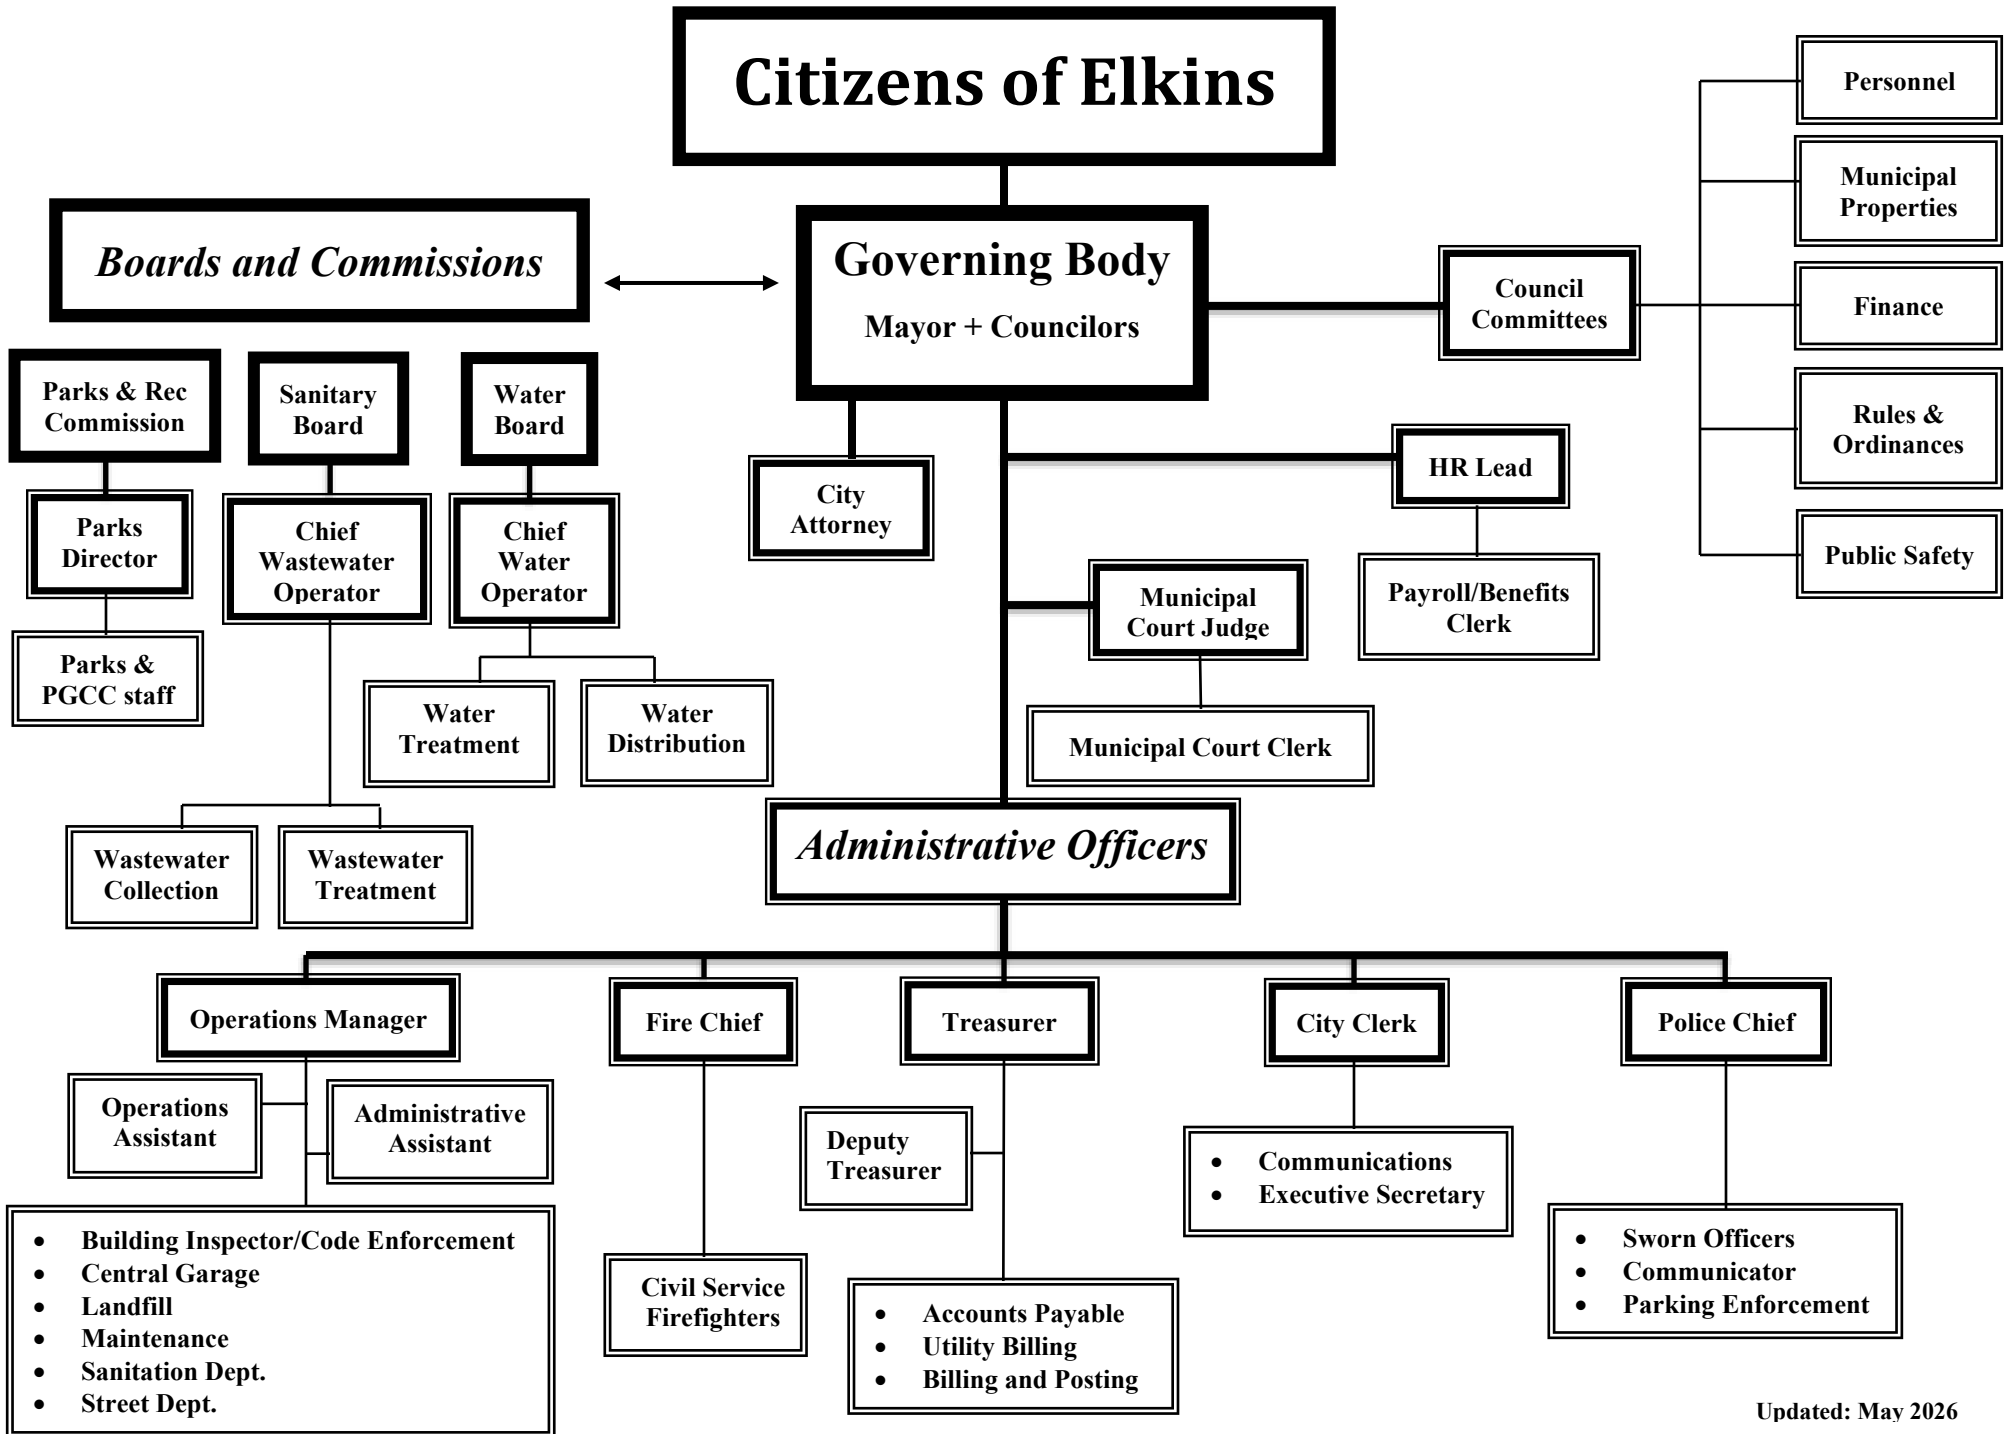 Citizens of Elkins
Personnel
Municipal
Properties
Boards and Commissions
Governing Body
Mayor + Councilors
Council
Committees
Finance
Rules &
Ordinances
Public Safety
Parks & Rec
Commission
Sanitary
Board
Water
Board
HR Lead
City
Attorney
Parks
Director
Chief
Wastewater
Operator
Chief
Water
Operator
Payroll/Benefits
Clerk
Municipal
Court Judge
Parks &
PGCC staff
Water
Treatment
Water
Distribution
Municipal Court Clerk
Wastewater
Collection
Wastewater
Treatment
Administrative Officers
Operations Manager
Fire Chief
Treasurer
City Clerk
Police Chief
Operations
Assistant
Administrative
Assistant
Deputy
Treasurer
• Communications
• Executive Secretary
• Building Inspector/Code Enforcement
• Central Garage
• Landfill
• Maintenance
• Sanitation Dept.
• Street Dept.
Civil Service
Firefighters
• Accounts Payable
• Utility Billing
• Billing and Posting
• Sworn Officers
• Communicator
• Parking Enforcement
Updated: May 2026